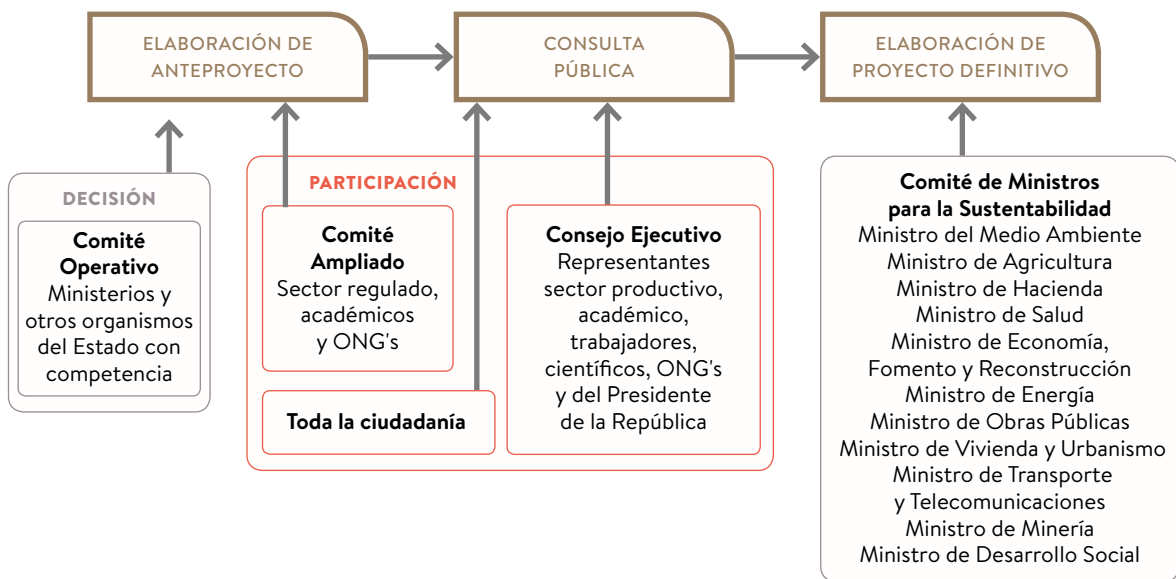 ELABORACIÓN DE
ANTEPROYECTO
CONSULTA
PÚBLICA
ELABORACIÓN DE
PROYECTO DEFINITIVO
DECISIÓN
Comité
Operativo
Ministerios y
otros organismos
del Estado con
competencia
PARTICIPACIÓN
Comité
Ampliado
Sector regulado,
académicos
y ONG's
Toda la ciudadanía
Consejo Ejecutivo
Representantes
sector productivo,
académico,
trabajadores,
científicos, ONG's
y del Presidente
de la República
Comité de Ministros
para la Sustentabilidad
Ministro del Medio Ambiente
Ministro de Agricultura
Ministro de Hacienda
Ministro de Salud
Ministro de Economía,
Fomento y Reconstrucción
Ministro de Energía
Ministro de Obras Públicas
Ministro de Vivienda y Urbanismo
Ministro de Transporte
y Telecomunicaciones
Ministro de Minería
Ministro de Desarrollo Social